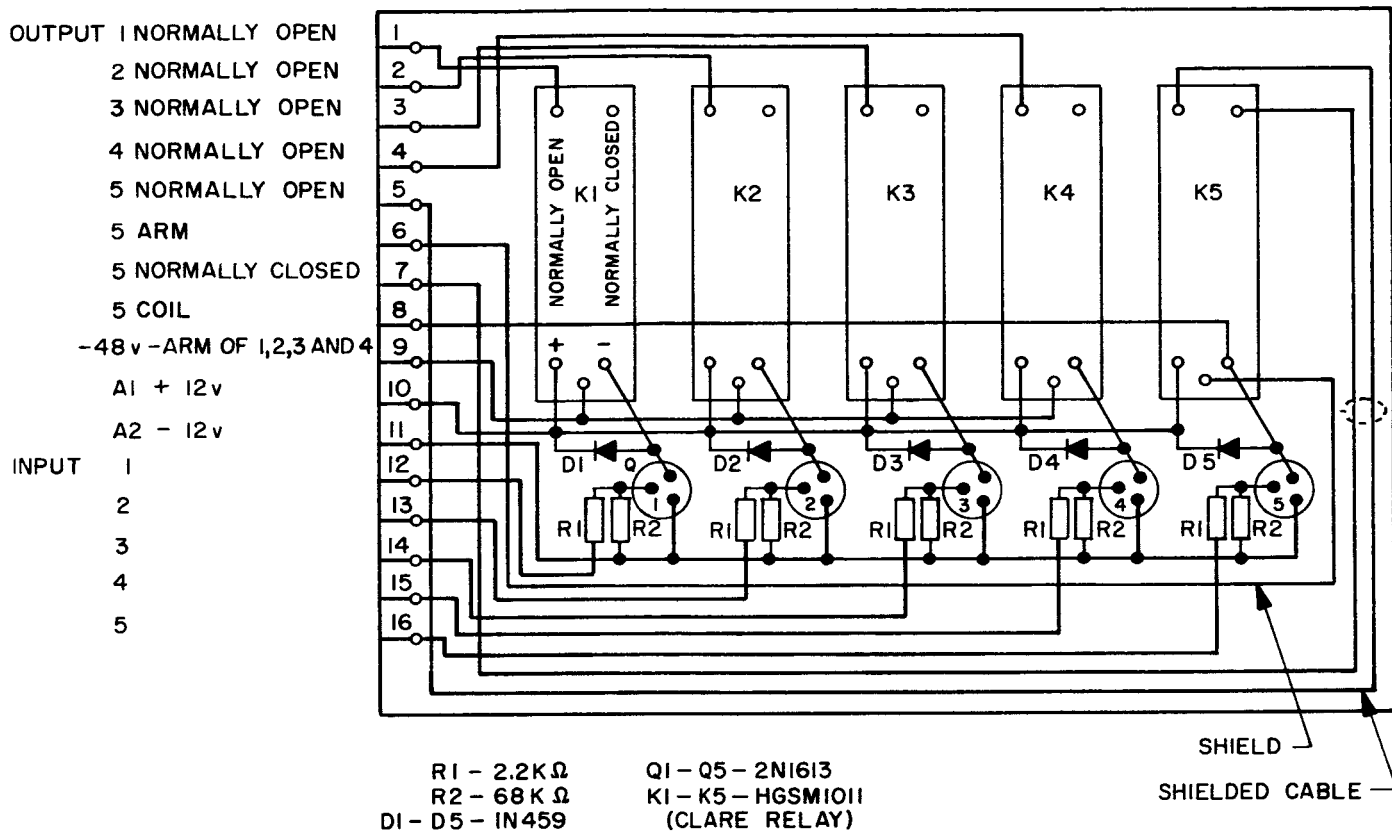 OUTPUT 1 NORMALLY OPEN 1
2 NORMALLY OPEN 2
3 NORMALLY OPEN 3
4 NORMALLY OPEN 4
5 NORMALLY OPEN 5
5 ARM 6
5 NORMALLY CLOSED 7
5 COIL 8
-48 v - ARM OF 1,2,3 AND 4 9
A1 + 12 v 10
A2 - 12 v 11
INPUT 1 12
2 13
3 14
4 15
5 16
NORMALLY OPEN
K1
NORMALLY CLOSED
K2
K3
K4
K5
+ -
D1 Q D2 D3 D4 D5
1 2 3 4 5
R1 R2 R1 R2 R1 R2 R1 R2 R1 R2
SHIELD
SHIELDED CABLE
R1 - 2.2K Ω
R2 - 68K Ω
D1 - D5 - IN459
Q1 - Q5 - 2N1613
K1 - K5 - HGSM1011
(CLARE RELAY)